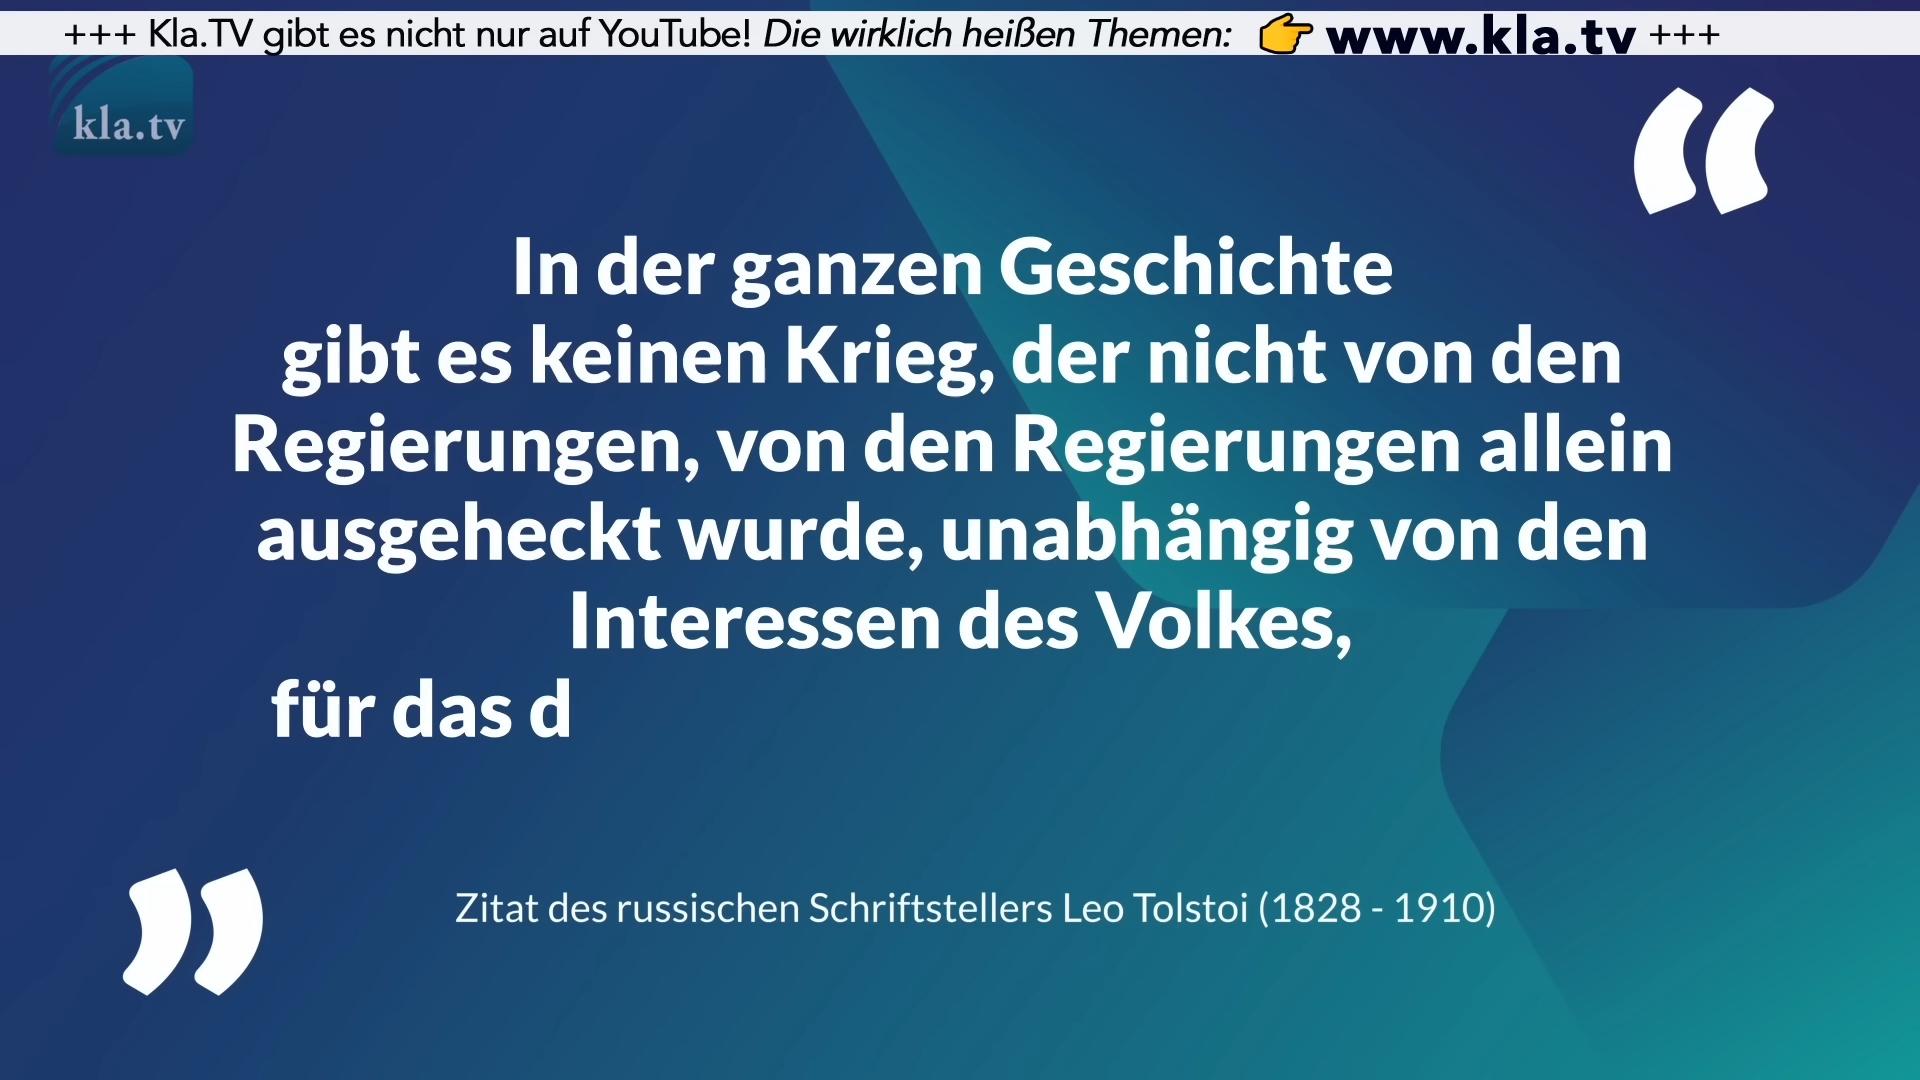 +++ Kla.TV gibt es nicht nur auf YouTube! Die wirklich heißen Themen: 👉 www.kla.tv +++
kla.tv
“
In der ganzen Geschichte
gibt es keinen Krieg, der nicht von den
Regierungen, von den Regierungen allein
ausgeheckt wurde, unabhängig von den
Interessen des Volkes,
für das d
Zitat des russischen Schriftstellers Leo Tolstoi (1828 - 1910)
”